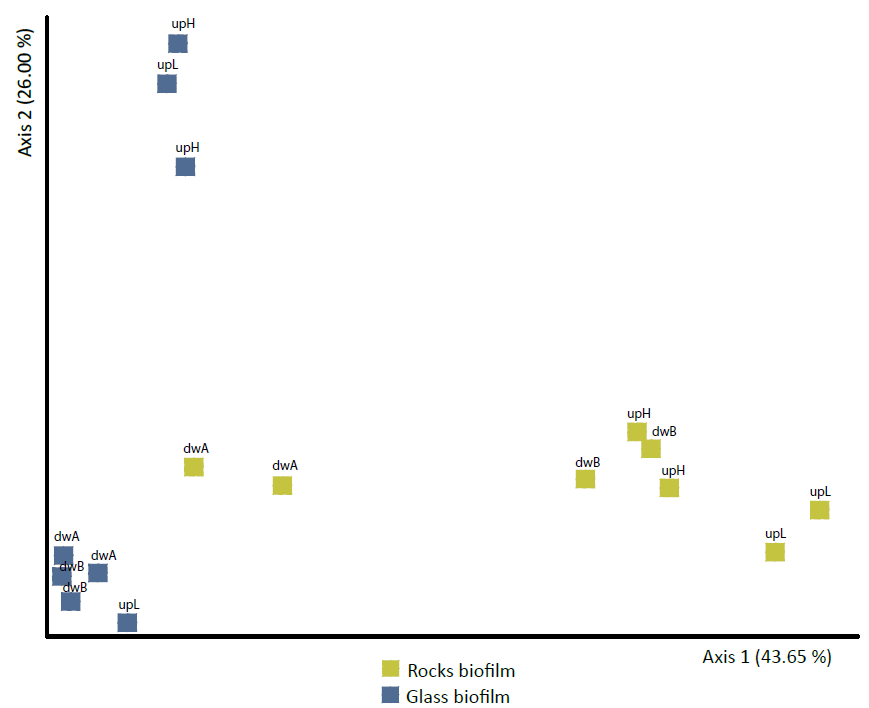 upH
upL
upH
Axis 2 (26.00 %)
upH
dwB
dwA
dwA
dwB
upH
upL
upL
dwA
dwA
dwB
dwB
upL
Axis 1 (43.65 %)
Rocks biofilm
Glass biofilm